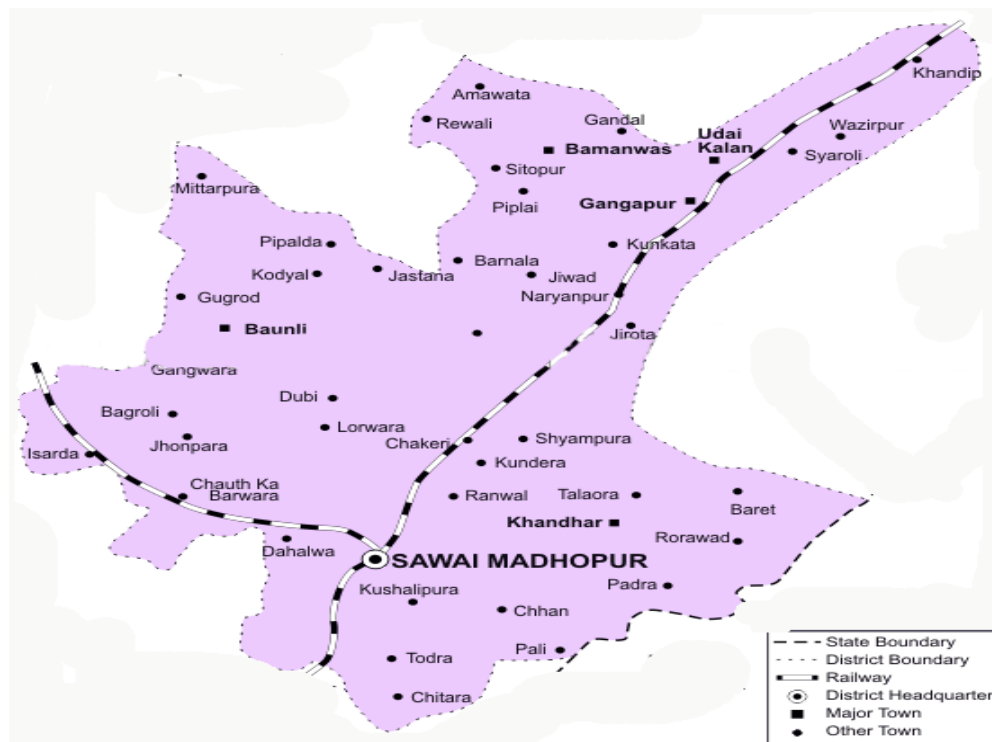 Khandip
Amawata
Rewali
Gandal
Wazirpur
Udai
Kalan
Bamanwas
Syaroli
Sitopur
Mittarpura
Piplai
Gangapur
Pipalda
Kunkata
Barnala
Kodyal
Jastana
Jiwad
Naryanpur
Gugrod
Baunli
Jirota
Gangwara
Dubi
Bagroli
Lorwara
Jhonpara
Chakeri
Shyampura
Isarda
Kundera
Chauth Ka
Barwara
Ranwal
Talaora
Baret
Khandhar
Rorawad
Dahalwa
SAWAI MADHOPUR
Kushalipura
Padra
Chhan
Pali
Todra
Chitara
State Boundary
District Boundary
Railway
District Headquarter
Major Town
Other Town